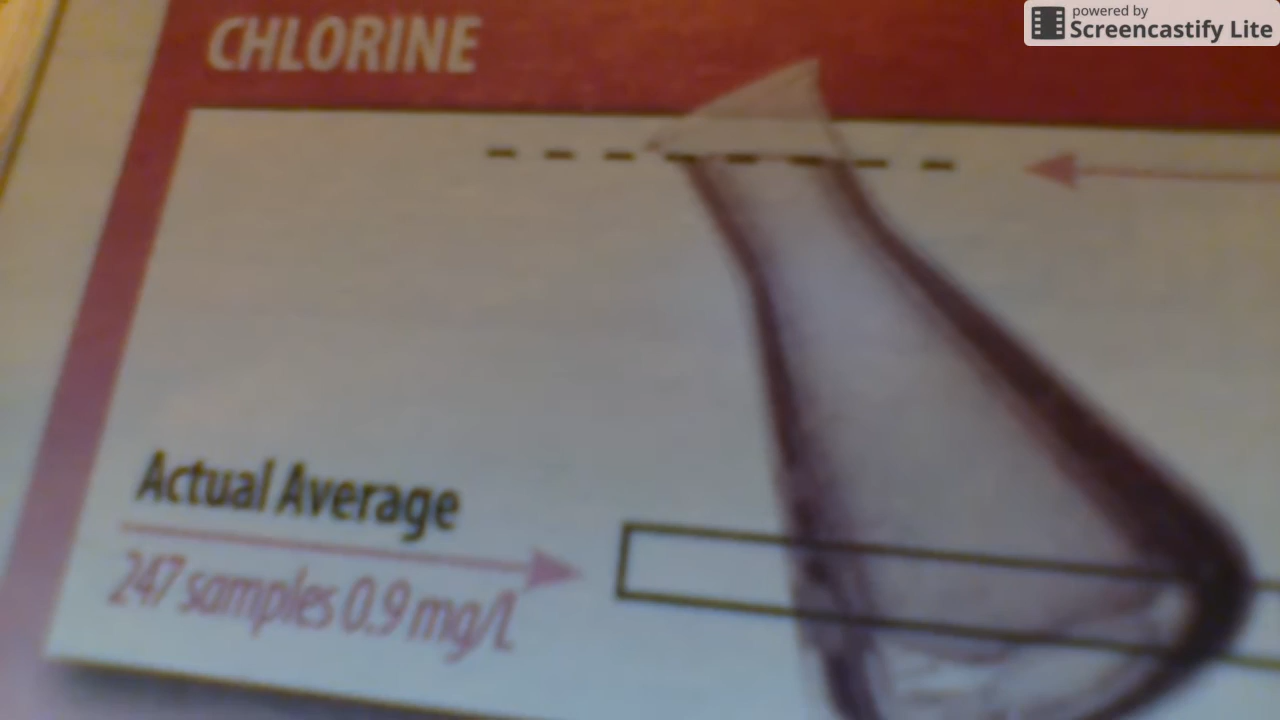 powered by
Screencastify Lite
CHLORINE
Actual Average
247 samples 0.9 mg/L